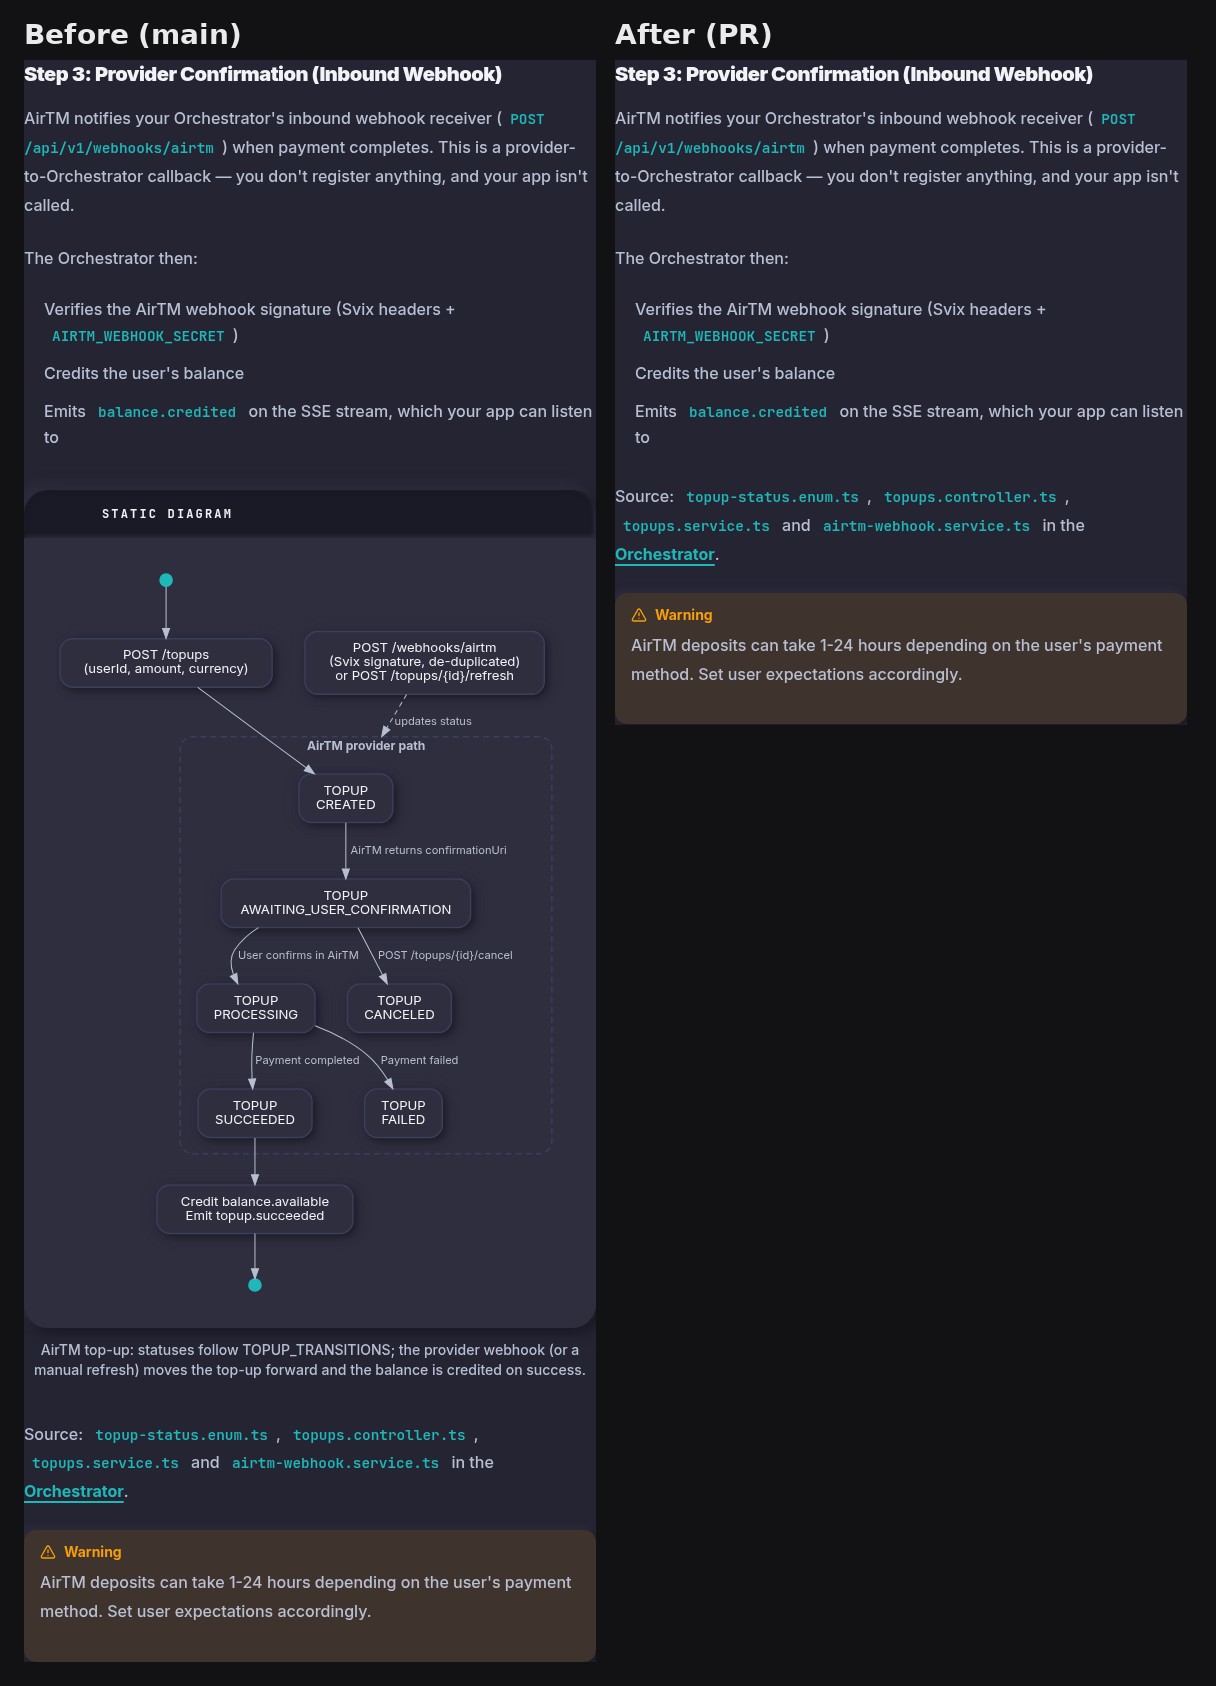 Before (main)
Step 3: Provider Confirmation (Inbound Webhook)
AirTM notifies your Orchestrator's inbound webhook receiver ( POST
/api/v1/webhooks/airtm ) when payment completes. This is a provider-
to-Orchestrator callback — you don't register anything, and your app isn't
called.
The Orchestrator then:
Verifies the AirTM webhook signature (Svix headers +
AIRTM_WEBHOOK_SECRET )
Credits the user's balance
Emits balance.credited on the SSE stream, which your app can listen
to
STATIC DIAGRAM
POST /topups
(userId, amount, currency)
POST /webhooks/airtm
(Svix signature, de-duplicated)
or POST /topups/{id}/refresh
updates status
AirTM provider path
TOPUP
CREATED
AirTM returns confirmationUri
TOPUP
AWAITING_USER_CONFIRMATION
User confirms in AirTM
POST /topups/{id}/cancel
TOPUP
PROCESSING
TOPUP
CANCELED
Payment completed
Payment failed
TOPUP
SUCCEEDED
TOPUP
FAILED
Credit balance.available
Emit topup.succeeded
AirTM top-up: statuses follow TOPUP_TRANSITIONS; the provider webhook (or a
manual refresh) moves the top-up forward and the balance is credited on success.
Source: topup-status.enum.ts , topups.controller.ts ,
topups.service.ts and airtm-webhook.service.ts in the
Orchestrator.
Warning
AirTM deposits can take 1-24 hours depending on the user's payment
method. Set user expectations accordingly.
After (PR)
Step 3: Provider Confirmation (Inbound Webhook)
AirTM notifies your Orchestrator's inbound webhook receiver ( POST
/api/v1/webhooks/airtm ) when payment completes. This is a provider-
to-Orchestrator callback — you don't register anything, and your app isn't
called.
The Orchestrator then:
Verifies the AirTM webhook signature (Svix headers +
AIRTM_WEBHOOK_SECRET )
Credits the user's balance
Emits balance.credited on the SSE stream, which your app can listen
to
Source: topup-status.enum.ts , topups.controller.ts ,
topups.service.ts and airtm-webhook.service.ts in the
Orchestrator.
Warning
AirTM deposits can take 1-24 hours depending on the user's payment
method. Set user expectations accordingly.